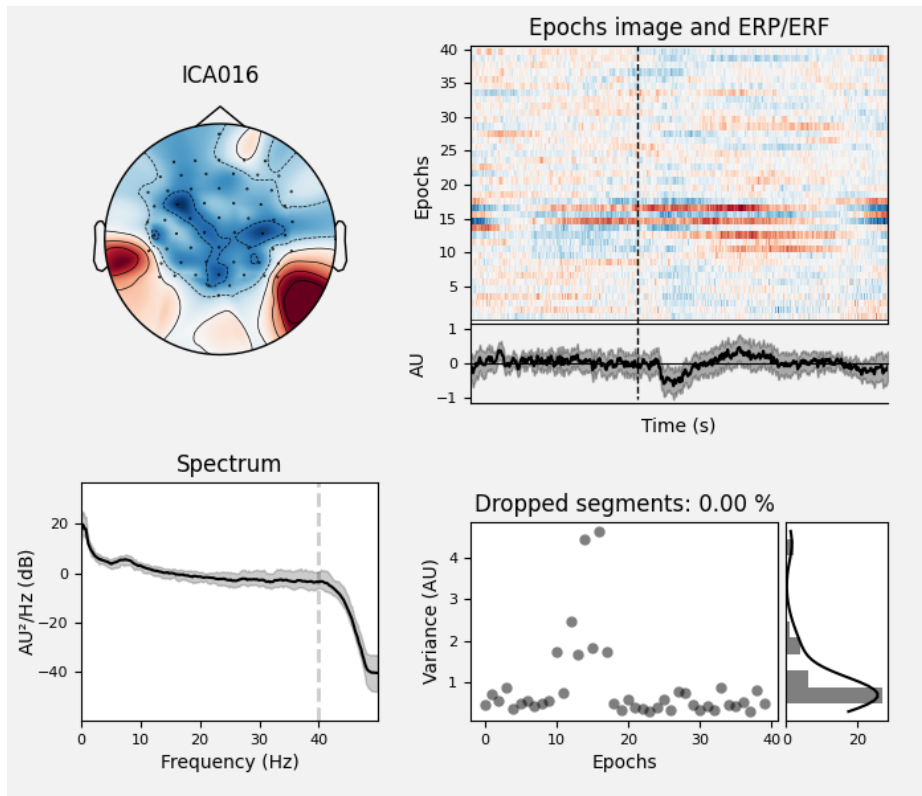 ICA016
Epochs image and ERP/ERF
Epochs
40
35
30
25
20
15
10
5
AU
1
0
−1
Time (s)
Spectrum
AU²/Hz (dB)
20
0
−20
−40
0 10 20 30 40
Frequency (Hz)
Dropped segments: 0.00 %
Variance (AU)
4
3
2
1
0 10 20 30 40
Epochs
0 20